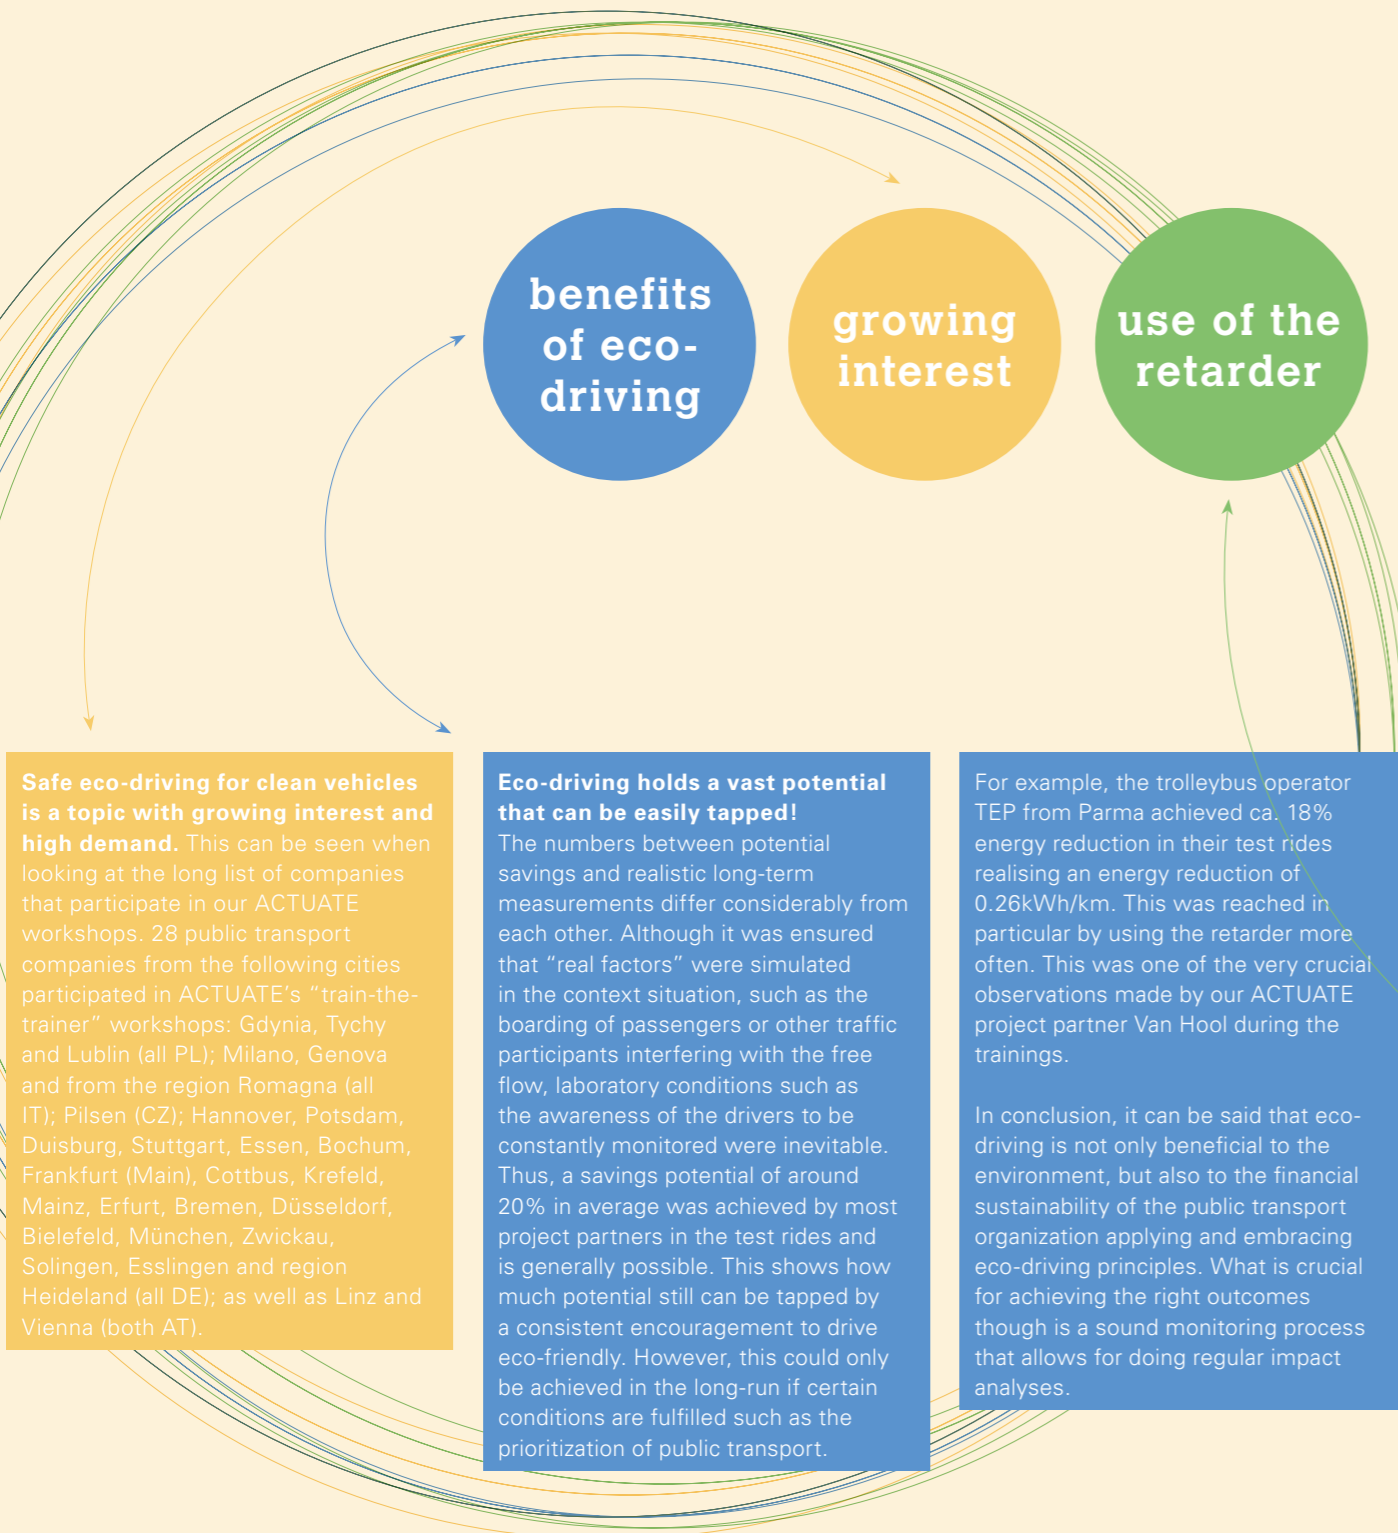 benefits
of eco-
driving
growing
interest
use of the
retarder
Safe eco-driving for clean vehicles
is a topic with growing interest and
high demand. This can be seen when
looking at the long list of companies
that participate in our ACTUATE
workshops. 28 public transport
companies from the following cities
participated in ACTUATE's “train-the-
trainer” workshops: Gdynia, Tychy
and Lublin (all PL); Milano, Genova
and from the region Romagna (all
IT); Pilsen (CZ); Hannover, Potsdam,
Duisburg, Stuttgart, Essen, Bochum,
Frankfurt (Main), Cottbus, Krefeld,
Mainz, Erfurt, Bremen, Düsseldorf,
Bielefeld, München, Zwickau,
Solingen, Esslingen and region
Heideland (all DE); as well as Linz and
Vienna (both AT).
Eco-driving holds a vast potential
that can be easily tapped!
The numbers between potential
savings and realistic long-term
measurements differ considerably from
each other. Although it was ensured
that “real factors” were simulated
in the context situation, such as the
boarding of passengers or other traffic
participants interfering with the free
flow, laboratory conditions such as
the awareness of the drivers to be
constantly monitored were inevitable.
Thus, a savings potential of around
20% in average was achieved by most
project partners in the test rides and
is generally possible. This shows how
much potential still can be tapped by
a consistent encouragement to drive
eco-friendly. However, this could only
be achieved in the long-run if certain
conditions are fulfilled such as the
prioritization of public transport.
For example, the trolleybus operator
TEP from Parma achieved ca. 18%
energy reduction in their test rides
realising an energy reduction of
0.26kWh/km. This was reached in
particular by using the retarder more
often. This was one of the very crucial
observations made by our ACTUATE
project partner Van Hool during the
trainings.
In conclusion, it can be said that eco-
driving is not only beneficial to the
environment, but also to the financial
sustainability of the public transport
organization applying and embracing
eco-driving principles. What is crucial
for achieving the right outcomes
though is a sound monitoring process
that allows for doing regular impact
analyses.